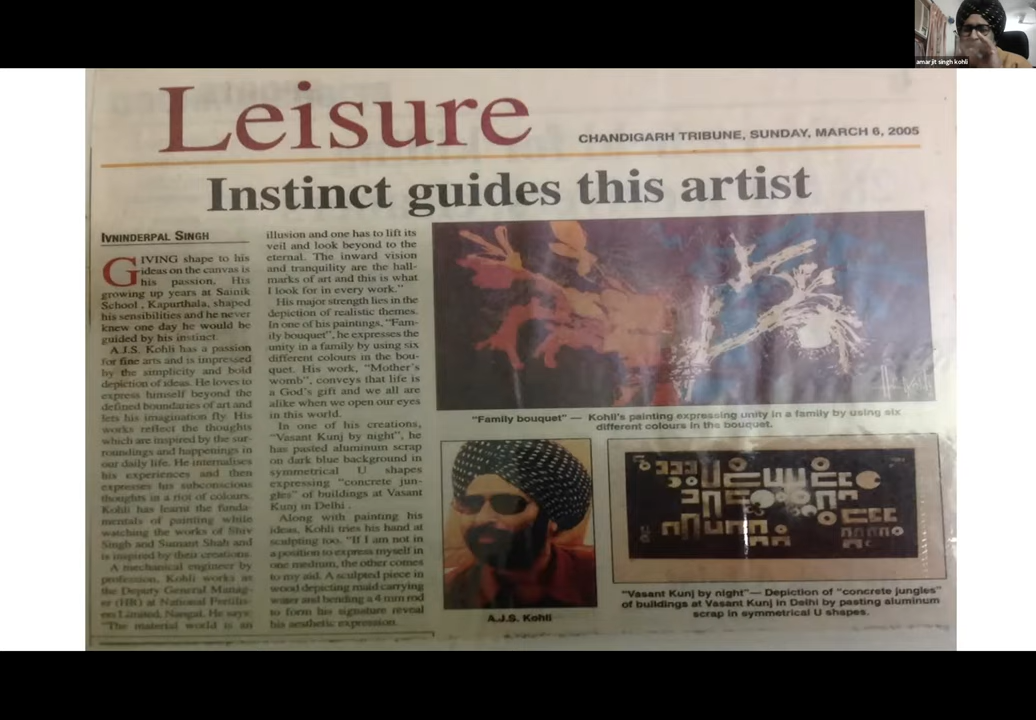 amarjit singh kohli
Leisure
CHANDIGARH TRIBUNE, SUNDAY, MARCH 6, 2005
Instinct guides this artist
IVNINDERPAL SINGH
GIVING shape to his
ideas on the canvas is
his passion. His
growing up years at Sainik
School , Kapurthala, shaped
his sensibilities and he never
knew one day he would be
guided by his instinct.
A.J.S. Kohli has a passion
for fine arts and is impressed
by the simplicity and bold
depiction of ideas. He loves to
express himself beyond the
defined boundaries of art and
lets his imagination fly. His
works reflect the thoughts
which are inspired by the sur-
roundings and happenings in
our daily life. He internalises
his experiences and then
expresses his subconscious
thoughts in a riot of colours.
Kohli has learnt the funda-
mentals of painting while
watching the works of Shiv
Singh and Sumant Shah and
is inspired by their creations.
A mechanical engineer by
profession, Kohli works as
the Deputy General Manag-
er (HR) at National Fertilis-
ers Limited, Nangal. He says:
"The material world is an
illusion and one has to lift its
veil and look beyond to the
eternal. The inward vision
and tranquility are the hall-
marks of art and this is what
I look for in every work."
His major strength lies in the
depiction of realistic themes.
In one of his paintings, "Fam-
ily bouquet", he expresses the
unity in a family by using six
different colours in the bou-
quet. His work, "Mother's
womb", conveys that life is
a God's gift and we all are
alike when we open our eyes
in this world.
In one of his creations,
"Vasant Kunj by night", he
has pasted aluminum scrap
on dark blue background in
symmetrical U shapes
expressing "concrete jun-
gles" of buildings at Vasant
Kunj in Delhi .
Along with painting his
ideas, Kohli tries his hand at
sculpting too. "If I am not in
a position to express myself in
one medium, the other comes
to my aid. A sculpted piece in
wood depicting maid carrying
water and bending a 4 mm rod
to form his signature reveal
his aesthetic expression.
"Family bouquet" — Kohli's painting expressing unity in a family by using six
different colours in the bouquet.
A.J.S. Kohli
"Vasant Kunj by night"— Depiction of "concrete jungles"
of buildings at Vasant Kunj in Delhi by pasting aluminum
scrap in symmetrical U shapes.